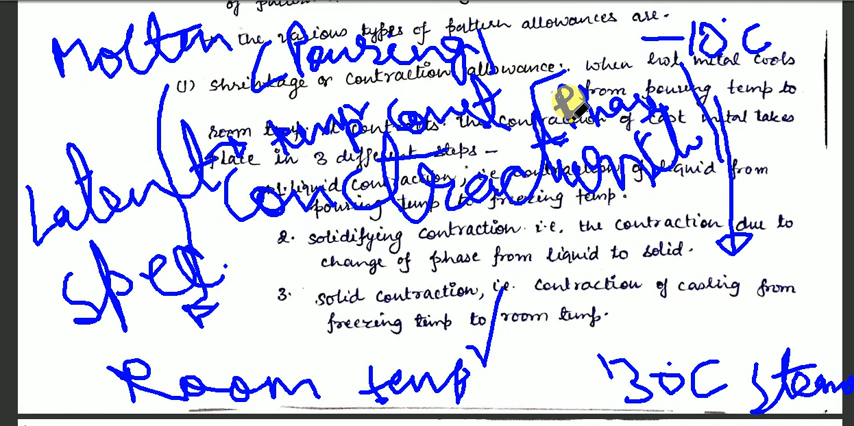 the various types of pattern allowances are.
Molten (Pouring) -10°C
(1) shrinkage or contraction allowance: when hot metal cools
from pouring temp to
room contracts the contraction of cast metal takes
place in 3 different steps -
liquid contraction, i.e contraction of liquid from
pouring temp to freezing temp.
Latent temp const
contraction
2. solidifying contraction i.e, the contraction due to
change of phase from liquid to solid.
3. solid contraction, i.e. contraction of casting from
freezing temp to room temp.
Room temp 30°C